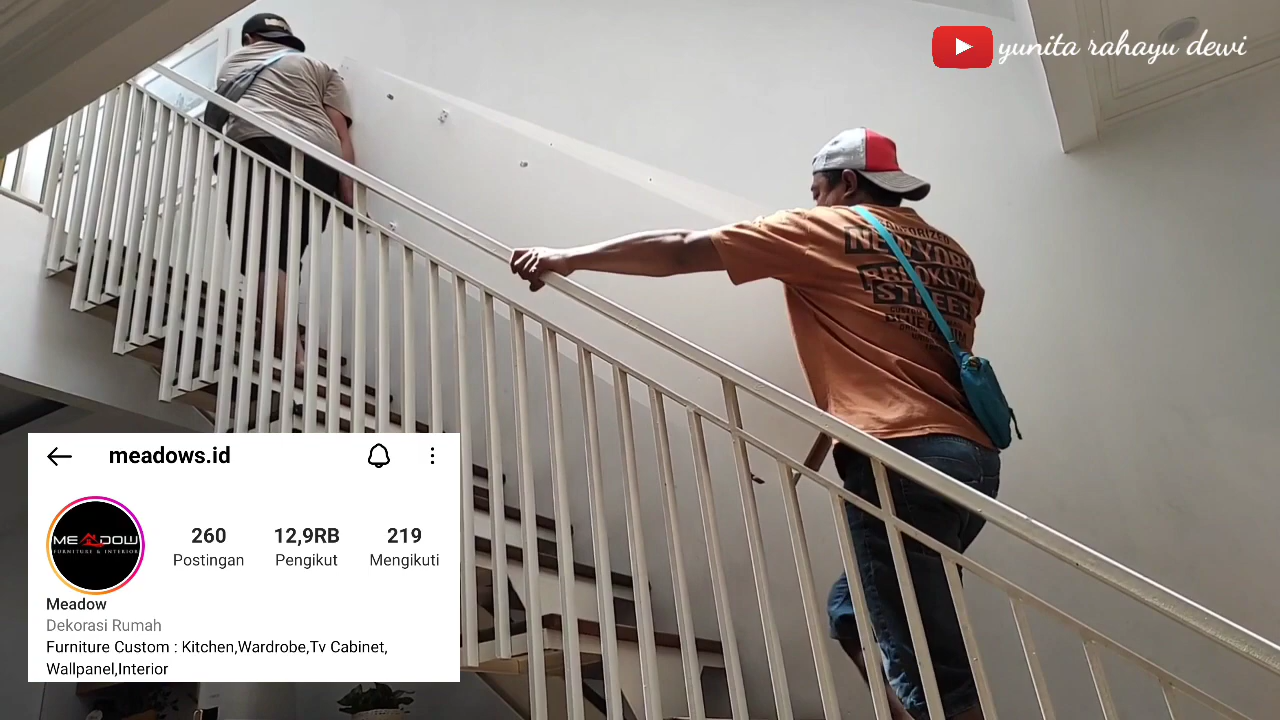 yunita rahayu dewi
NEW YORK
BROOKLYN
STREET
meadows.id
260 12,9RB 219
Postingan Pengikut Mengikuti
MEADOW
FURNITURE & INTERIOR
Meadow
Dekorasi Rumah
Furniture Custom : Kitchen,Wardrobe,Tv Cabinet,
Wallpanel,Interior